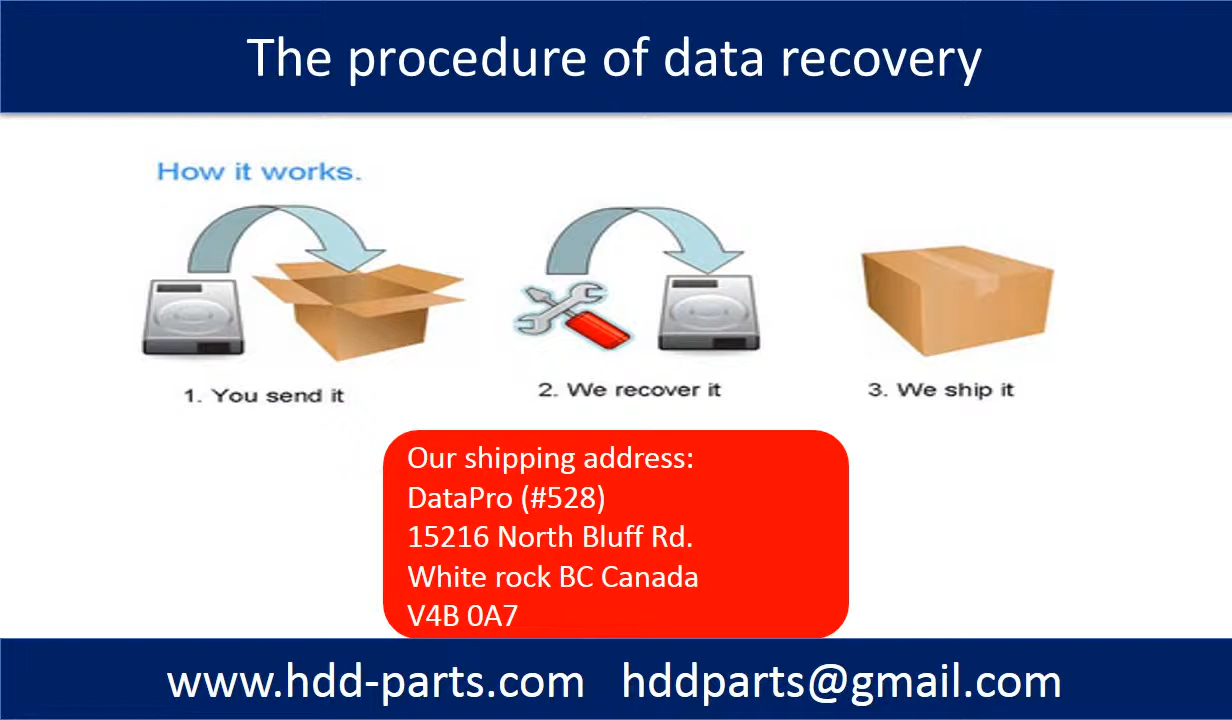 The procedure of data recovery
How it works.
1. You send it
2. We recover it
3. We ship it
Our shipping address:
DataPro (#528)
15216 North Bluff Rd.
White rock BC Canada
V4B 0A7
www.hdd-parts.com hddparts@gmail.com